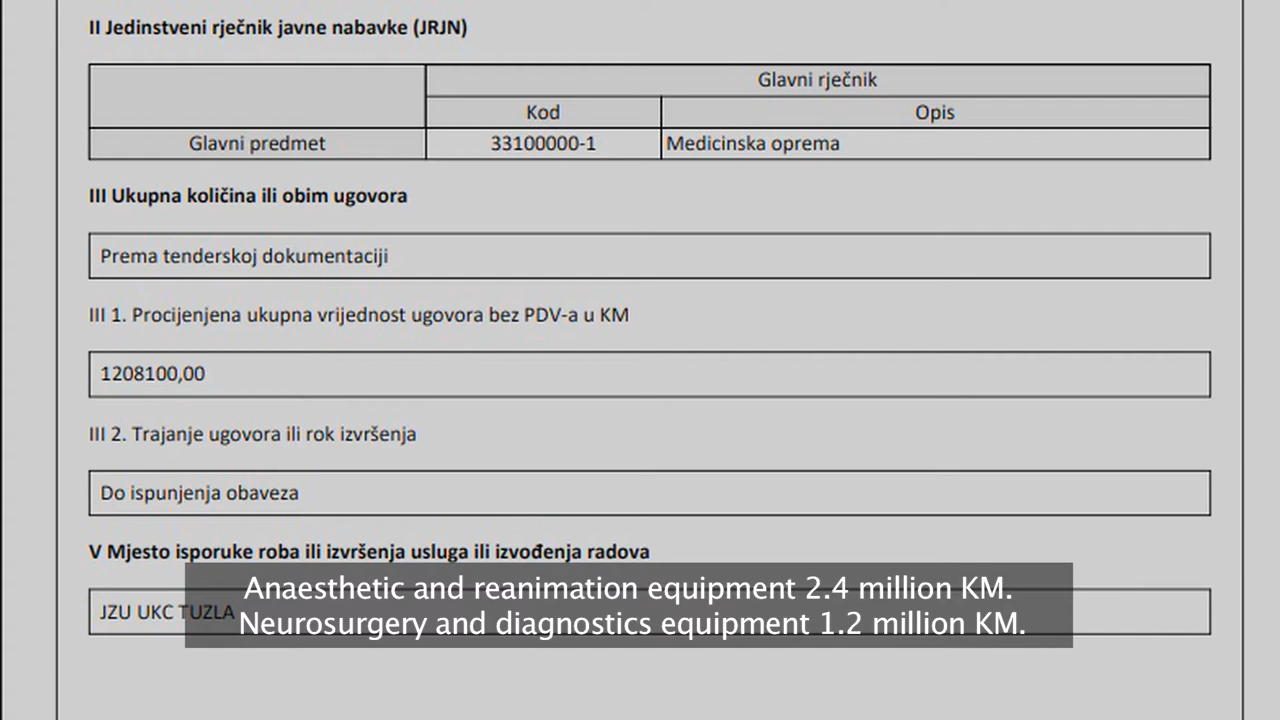 II Jedinstveni rječnik javne nabavke (JRJN)
Glavni rječnik
Kod
Opis
Glavni predmet
33100000-1
Medicinska oprema
III Ukupna količina ili obim ugovora
Prema tenderskoj dokumentaciji
III 1. Procijenjena ukupna vrijednost ugovora bez PDV-a u KM
1208100,00
III 2. Trajanje ugovora ili rok izvršenja
Do ispunjenja obaveza
V Mjesto isporuke roba ili izvršenja usluga ili izvođenja radova
JZU UKC TUZLA
Anaesthetic and reanimation equipment 2.4 million KM.
Neurosurgery and diagnostics equipment 1.2 million KM.